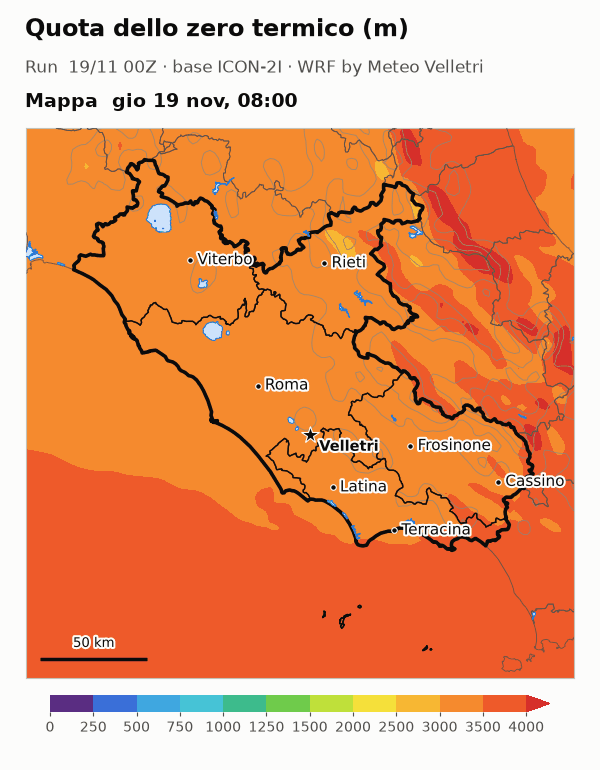 Quota dello zero termico (m)
Run  19/11 00Z · base ICON-2I · WRF by Meteo Velletri
Mappa  gio 19 nov, 08:00
Viterbo
Rieti
Roma
Velletri
Frosinone
Cassino
Latina
Terracina
50 km
0 250 500 750 1000 1250 1500 2000 2500 3000 3500 4000